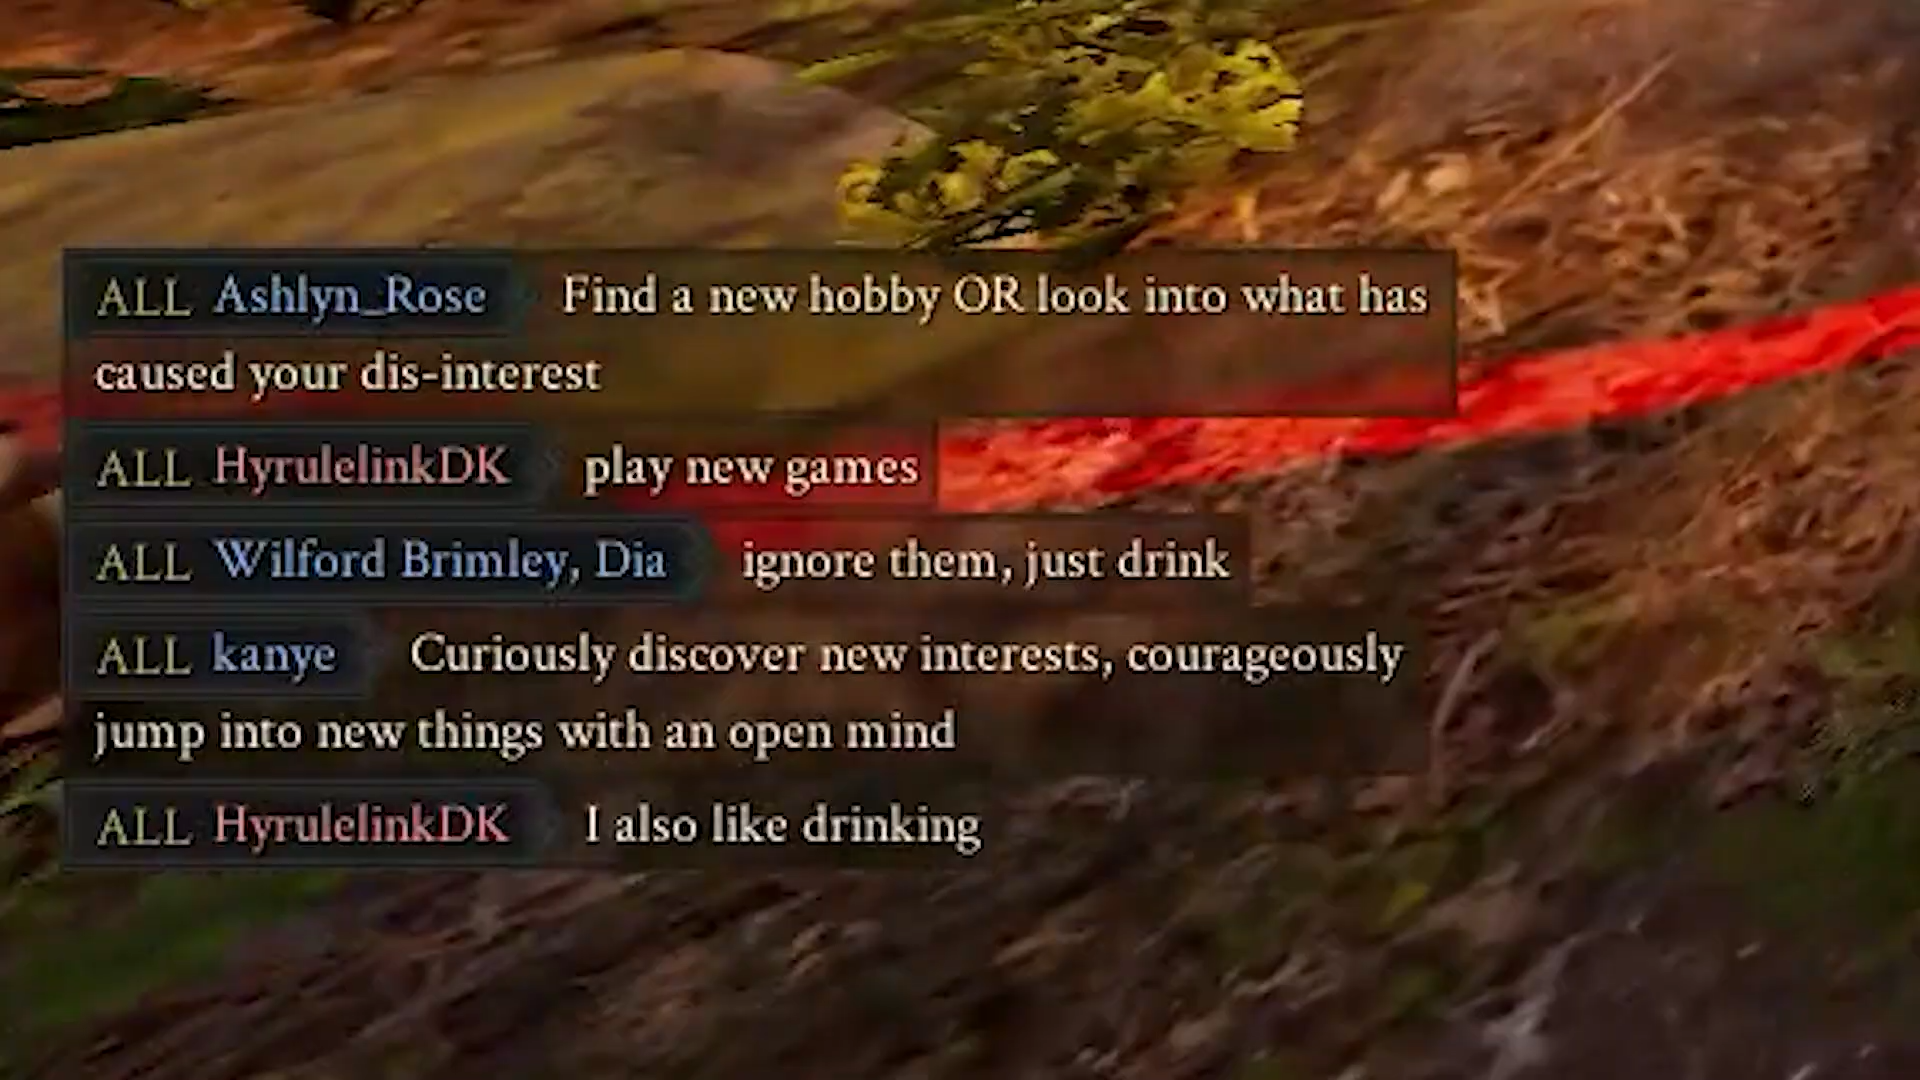 ALL Ashlyn_Rose Find a new hobby OR look into what has
caused your dis-interest
ALL HyrulelinkDK play new games
ALL Wilford Brimley, Dia ignore them, just drink
ALL kanye Curiously discover new interests, courageously
jump into new things with an open mind
ALL HyrulelinkDK I also like drinking